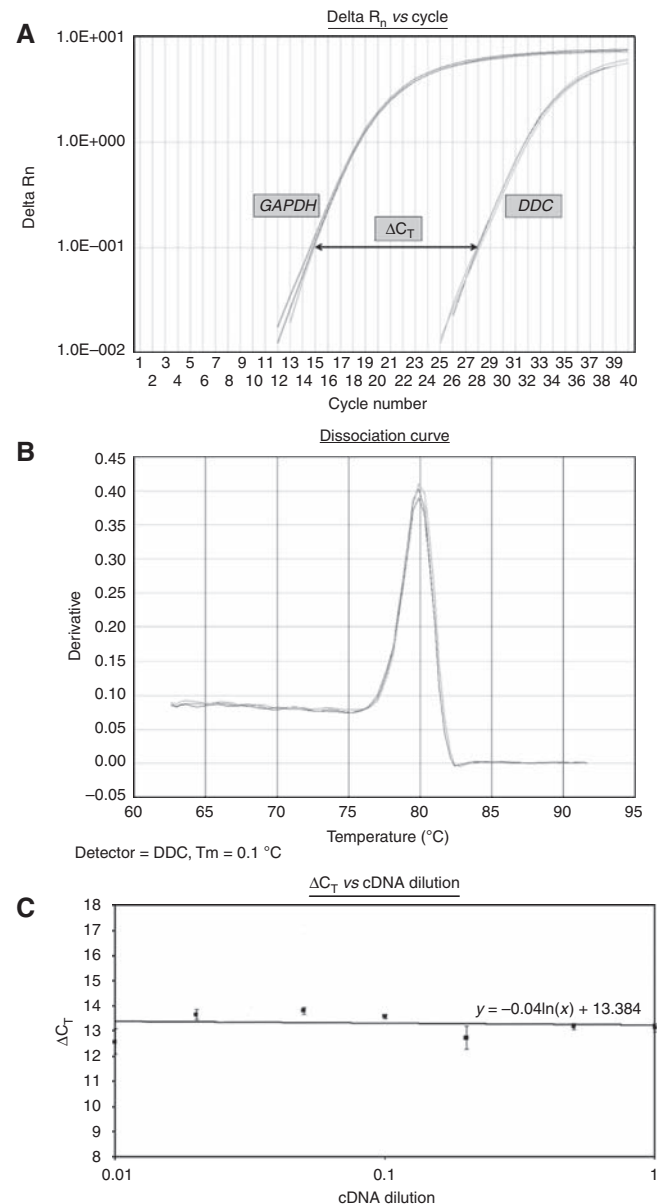 A
Delta Rn vs cycle
1.0E+001
1.0E+000
1.0E–001
1.0E–002
Delta Rn
GAPDH
ΔCT
DDC
1 3 5 7 9 11 13 15 17 19 21 23 25 27 29 31 33 35 37 39
2 4 6 8 10 12 14 16 18 20 22 24 26 28 30 32 34 36 38 40
Cycle number
B
Dissociation curve
0.45
0.40
0.35
0.30
0.25
0.20
0.15
0.10
0.05
0.00
–0.05
Derivative
60 65 70 75 80 85 90 95
Temperature (°C)
Detector = DDC, Tm = 0.1 °C
C
ΔCT vs cDNA dilution
18
17
16
15
14
13
12
11
10
9
8
ΔCT
y = –0.04ln(x) + 13.384
0.01 0.1 1
cDNA dilution